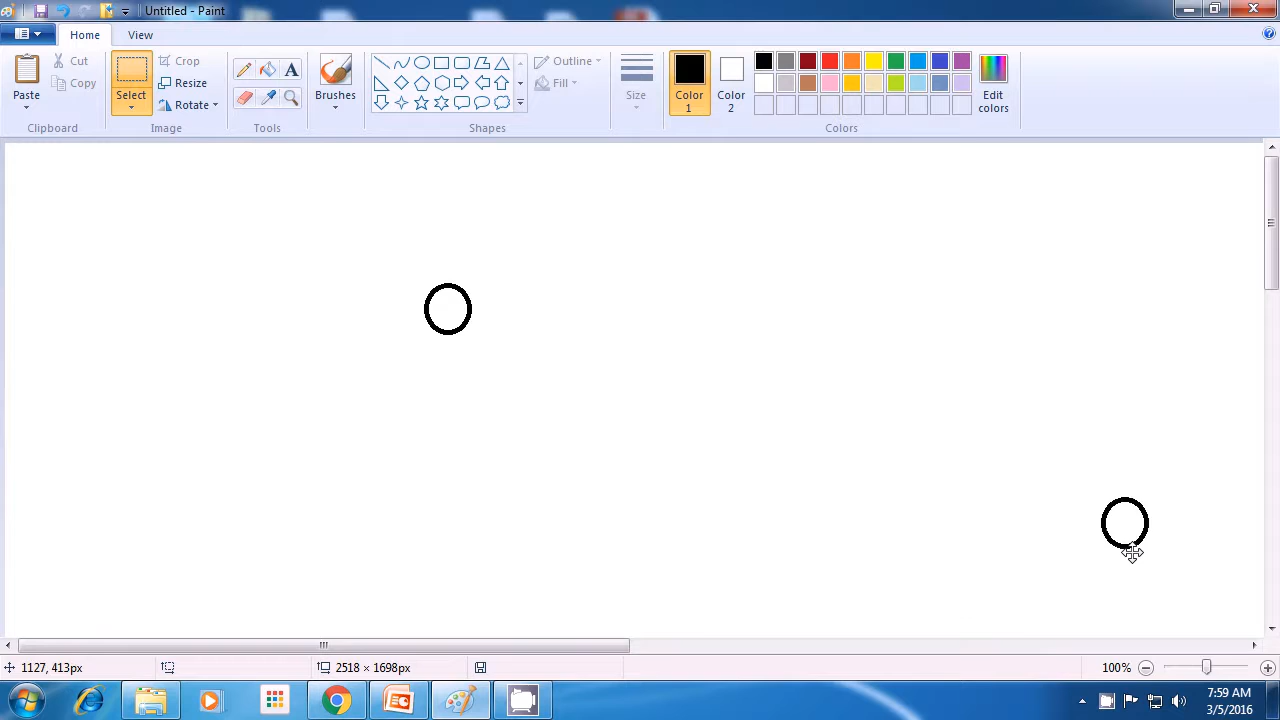 Untitled - Paint
Home View
Paste
Clipboard
Cut
Copy
Select
Crop
Resize
Rotate
Image
A
Tools
Brushes
Shapes
Outline
Fill
Size
Color 1
Color 2
Edit colors
Colors
1127, 413px
2518 × 1698px
100%
7:59 AM
3/5/2016